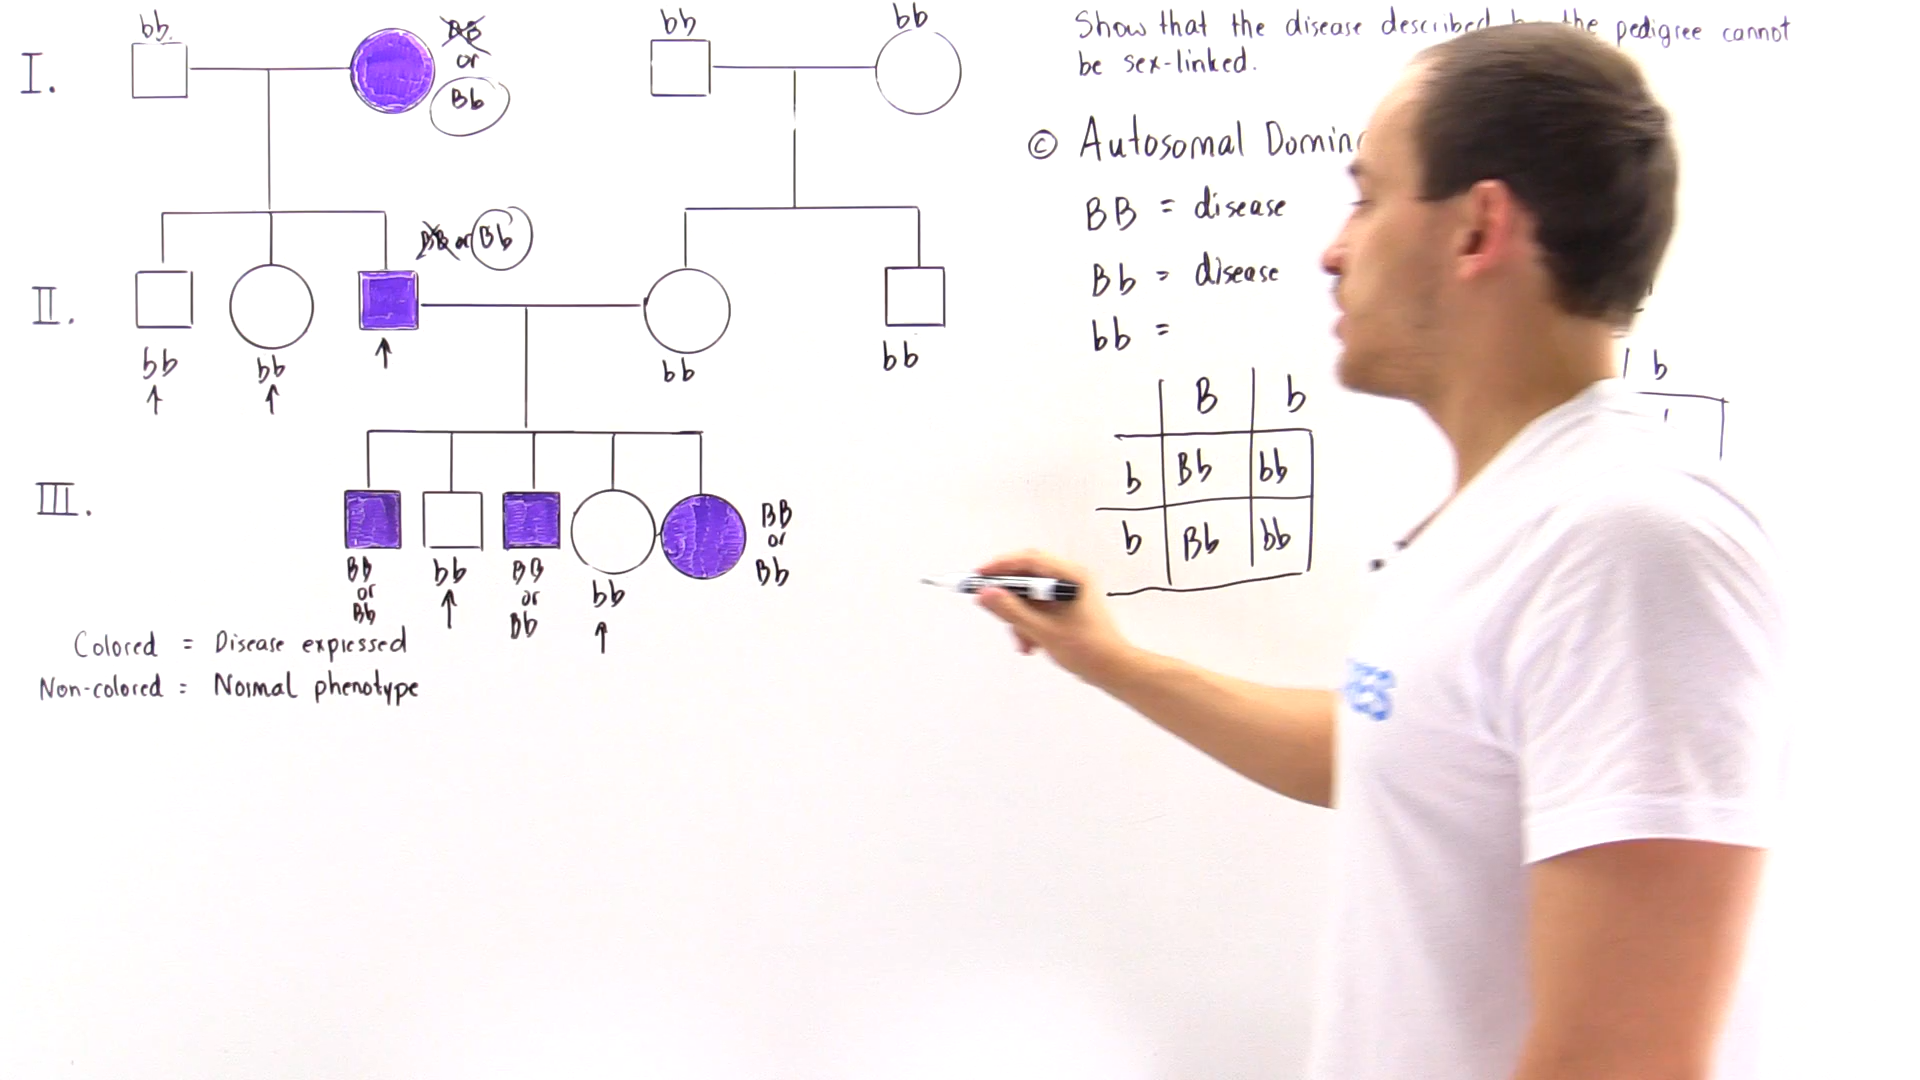 bb.
BB
or
Bb
bb
bb
I.
BB or Bb
II.
bb
bb
bb
bb
III.
BB
or
Bb
bb
BB
or
Bb
bb
BB
or
Bb
Colored = Disease expressed
Non-colored = Normal phenotype
Show that the disease described the pedigree cannot
be sex-linked.
© Autosomal
BB = disease
Bb = disease
bb =
B b
b Bb bb
b Bb bb
b